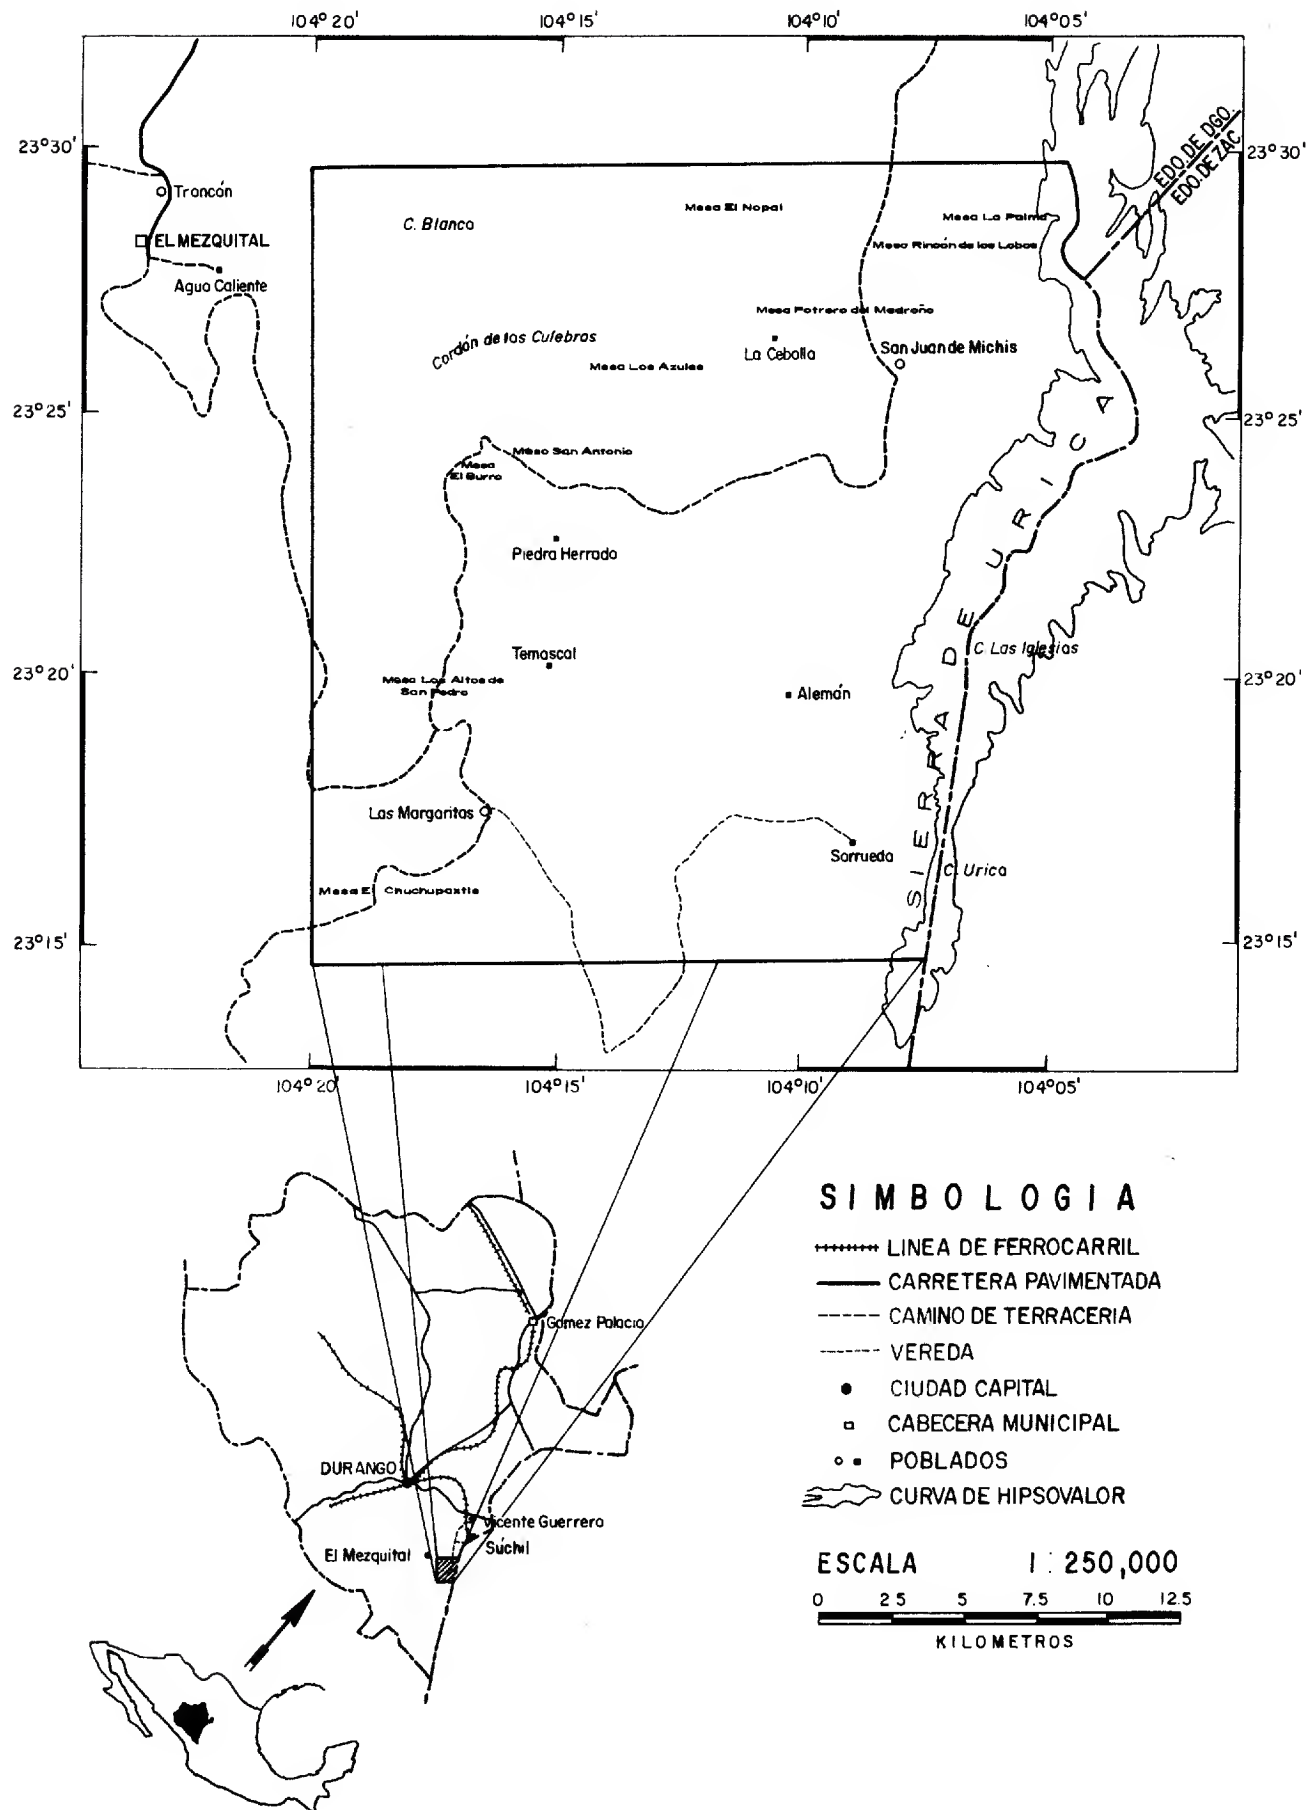 104° 20'
104°15'
104° 10'
104° 05'
23° 30'
23° 30'
EDO. DE DGO.
EDO. DE ZAC.
Troncón
EL MEZQUITAL
Agua Caliente
C. Blanco
Mesa El Nopal
Mesa La Palma
Mesa Rincón de los Lobos
Mesa Potrero del Madroño
Cordón de las Culebras
Mesa Los Azules
La Ceballa
San Juan de Michis
23° 25'
23° 25'
Mesa San Antonio
Mesa
El Burro
Piedra Herrada
Temascal
Alemán
C. Las Iglesias
SIERRA DE URICA
23° 20'
23° 20'
Mesa Los Altos de
San Pedro
Las Margaritas
Sarrueda
C. Urica
Mesa E Chuchupaxtle
23° 15'
23° 15'
104° 20'
104° 15'
104° 10'
104° 05'
SIMBOLOGIA
LINEA DE FERROCARRIL
CARRETERA PAVIMENTADA
CAMINO DE TERRACERIA
VEREDA
CIUDAD CAPITAL
CABECERA MUNICIPAL
POBLADOS
CURVA DE HIPSOVALOR
Gómez Palacio
DURANGO
Vicente Guerrero
Súchil
El Mezquital
ESCALA 1 : 250,000
0 2.5 5 7.5 10 12.5
KILOMETROS